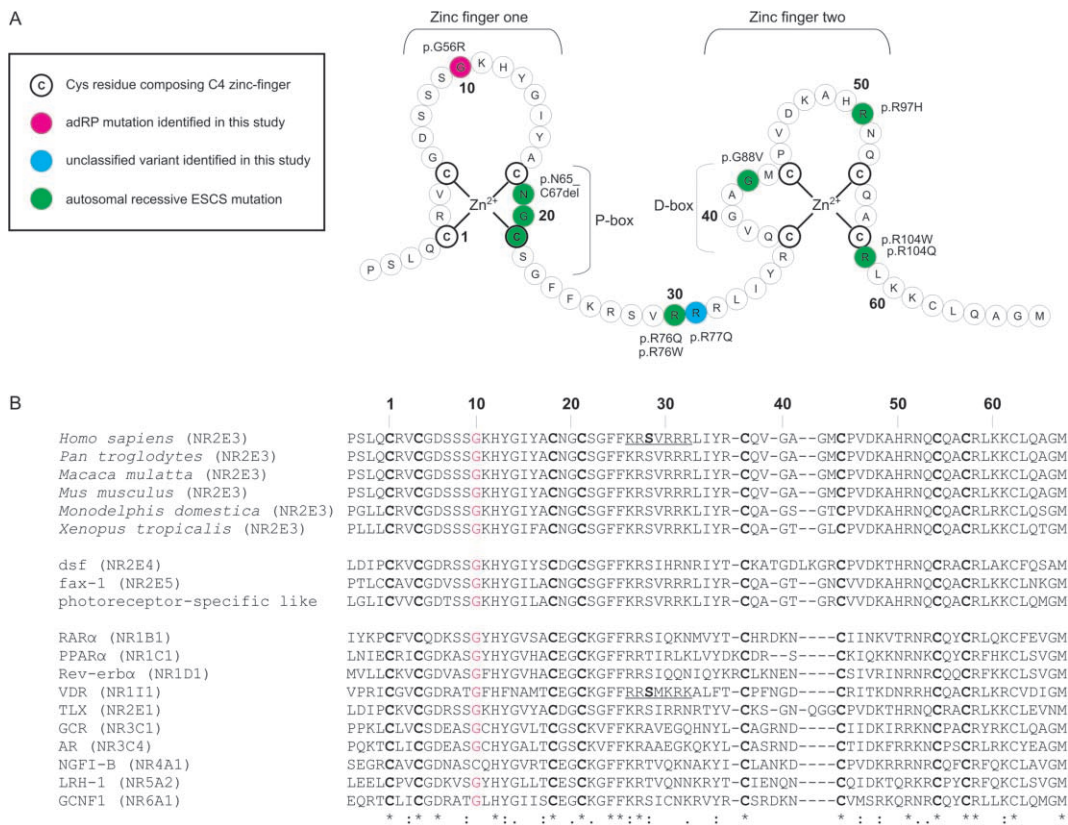 A
Zinc finger one
Zinc finger two
C Cys residue composing C4 zinc-finger
adRP mutation identified in this study
unclassified variant identified in this study
autosomal recessive ESCS mutation
p.G56R
10
S S S G K H Y G I Y A
S D G
C C
V Zn2+ N
R G
C 1 C
20
p.N65_
C67del
P-box
P S L Q
S G F F K R S V R R R L I Y R
30
p.R76Q
p.R76W
p.R77Q
D-box
40
p.G88V
C Q V G A G M C
Zn2+
P V D K A H R N Q C
50
p.R97H
Q A C
p.R104W
p.R104Q
R L K K C L Q A G M
60
B
1 10 20 30 40 50 60
Homo sapiens (NR2E3) PSLQCRVCGDSSSGKHYGIYACNGCSGFFKRSVRRRLIYR-CQV-GA--GMCPVDKAHRNQCQACRLKKCLQAGM
Pan troglodytes (NR2E3) PSLQCRVCGDSSSGKHYGIYACNGCSGFFKRSVRRRLIYR-CQV-GA--GMCPVDKAHRNQCQACRLKKCLQAGM
Macaca mulatta (NR2E3) PSLQCRVCGDSSSGKHYGIYACNGCSGFFKRSVRRRLIYR-CQV-GA--GMCPVDKAHRNQCQACRLKKCLQAGM
Mus musculus (NR2E3) PSLQCRVCGDSSSGKHYGIYACNGCSGFFKRSVRRRLIYR-CQV-GA--GMCPVDKAHRNQCQACRLKKCLQAGM
Monodelphis domestica (NR2E3) PGLLCRVCGDSSSGKHYGIYACNGCSGFFKRSVRRRLIYR-CQA-GS--GTCPVDKAHRNQCQACRLKKCLQSGM
Xenopus tropicalis (NR2E3) PLLLCRVCGDSSSGKHYGIFACNGCSGFFKRSVRRRLIYR-CQA-GT--GLCPVDKAHRNQCQACRLKKCLQTGM
dsf (NR2E4) LDIPCKVCGDRSSGKHYGIYSCDGCSGFFKRSIHRNRIYT-CKATGDLKGRCPVDKTHRNQCRACRLAKCFQSAM
fax-1 (NR2E5) PTLCCAVCGDVSSGKHYGILACNGCSGFFKRSVRRRLIYR-CQA-GT--GNCVVDKAHRNQCQACRLKKCLNKGM
photoreceptor-specific like LGLICVVCGDTSSGKHYGILACNGCSGFFKRSVRRKLIYR-CQA-GT--GRCVVDKAHRNQCQACRLKKCLQMGM
RARα (NR1B1) IYKPCFVCQDKSSGYHYGVSACEGCKGFFRRSIQKNMVYT-CHRDKN----CIINKVTRNRCQYCRLQKCFEVGM
PPARα (NR1C1) LNIECRICGDKASGYHYGVHACEGCKGFFRRTIRLKLVYDKCDR--S----CKIQKKNRNKCQYCRFHKCLSVGM
Rev-erbα (NR1D1) MVLLCKVCGDVASGFHYGVHACEGCKGFFRRSIQQNIQYKRCLKNEN----CSIVRINRNRCQQCRFKKCLSVGM
VDR (NR1I1) VPRICGVCGDRATGFHFNAMTCEGCKGFFRRSMKRKALFT-CPFNGD----CRITKDNRRHCQACRLKRCVDIGM
TLX (NR2E1) LDIPCKVCGDRSSGKHYGVYACDGCSGFFKRSIRRNRTYVCKS-GN-QGGCPVDKTHRNQCRACRLKKCLEVNM
GCR (NR3C1) PPKLCLVCSDEASGCHYGVLTCGSCKVFFKRAVEGQHNYL-CAGRND----CIIDKIRRKNCPACRYRKCLQAGM
AR (NR3C4) PQKTCLICGDEASGCHYGALTCGSCKVFFKRAAEGKQKYL-CASRND----CTIDKFRRKNCPSCRLRKCYEAGM
NGFI-B (NR4A1) SEGRCAVCGDNASCQHYGVRTCEGCKGFFKRTVQKNAKYI-CLANKD----CPVDKRRRNRCQFCRFQKCLAVGM
LRH-1 (NR5A2) LEELCPVCGDKVSGYHYGLLTCESCKGFFKRTVQNNKRYT-CIENQN----CQIDKTQRKRCPYCRFQKCLSVGM
GCNF1 (NR6A1) EQRTCLICGDRATGLHYGIISCEGCKGFFKRSICNKRVYR-CSRDKN----CVMSRKQRNRCQYCRLLKCLQMGM